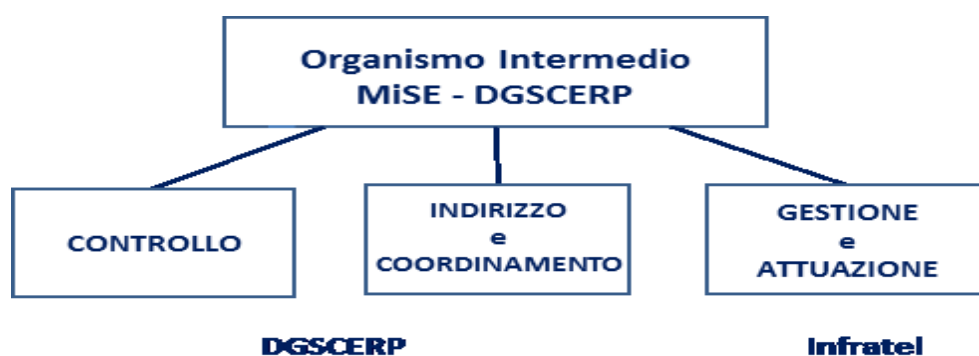 Organismo Intermedio
MiSE - DGSCERP
CONTROLLO
INDIRIZZO
e
COORDINAMENTO
GESTIONE
e
ATTUAZIONE
DGSCERP
Infratel